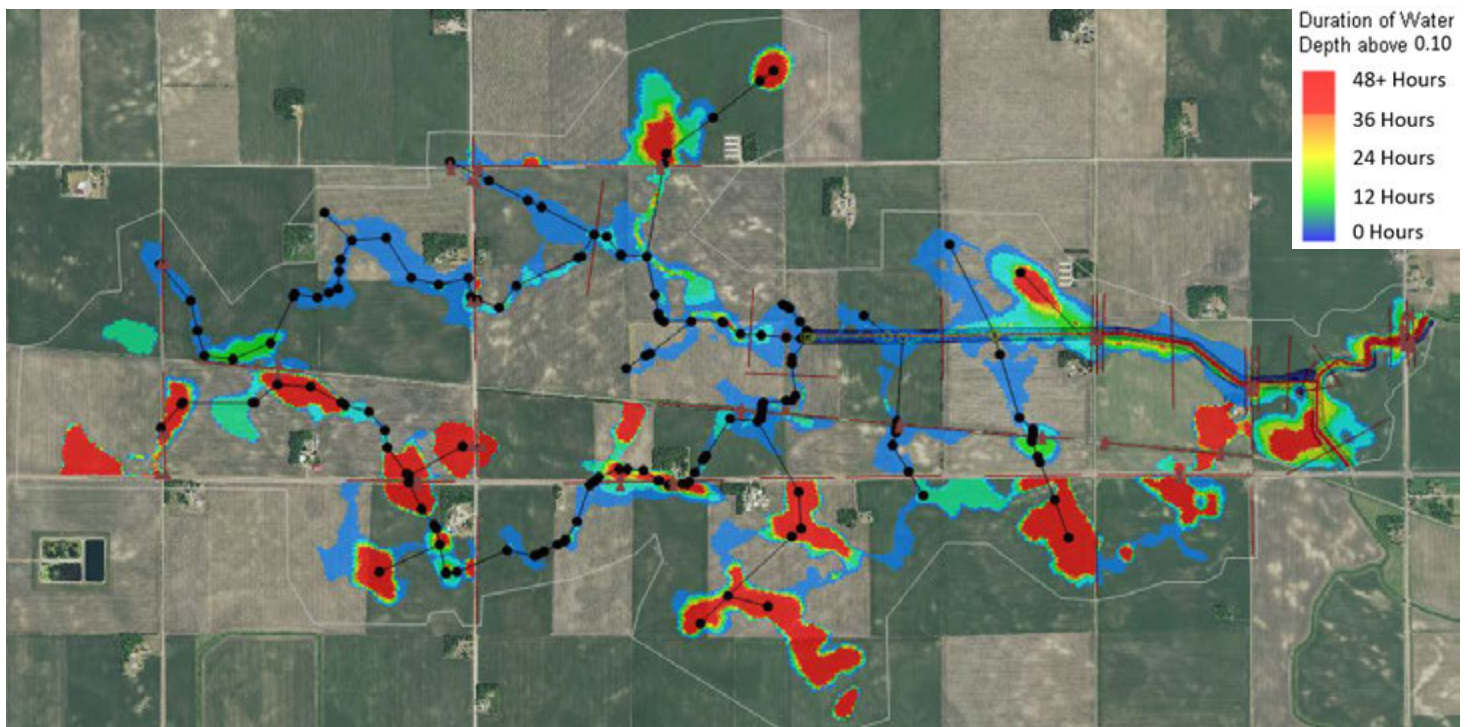 Duration of Water
Depth above 0.10
48+ Hours
36 Hours
24 Hours
12 Hours
0 Hours